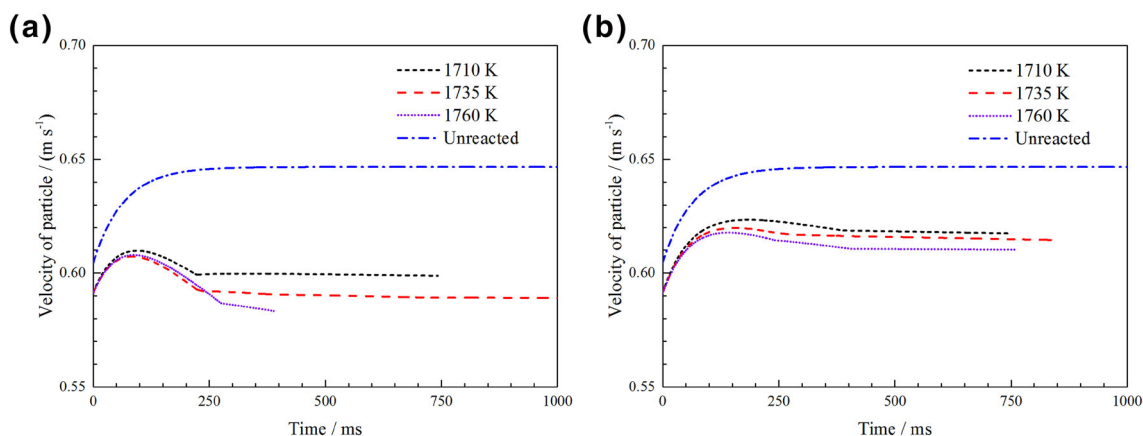 (a)
0.70
0.65
0.60
0.55
Velocity of particle / (m s⁻¹)
1710 K
1735 K
1760 K
Unreacted
0 250 500 750 1000
Time / ms
(b)
0.70
0.65
0.60
0.55
Velocity of particle / (m s⁻¹)
1710 K
1735 K
1760 K
Unreacted
0 250 500 750 1000
Time / ms